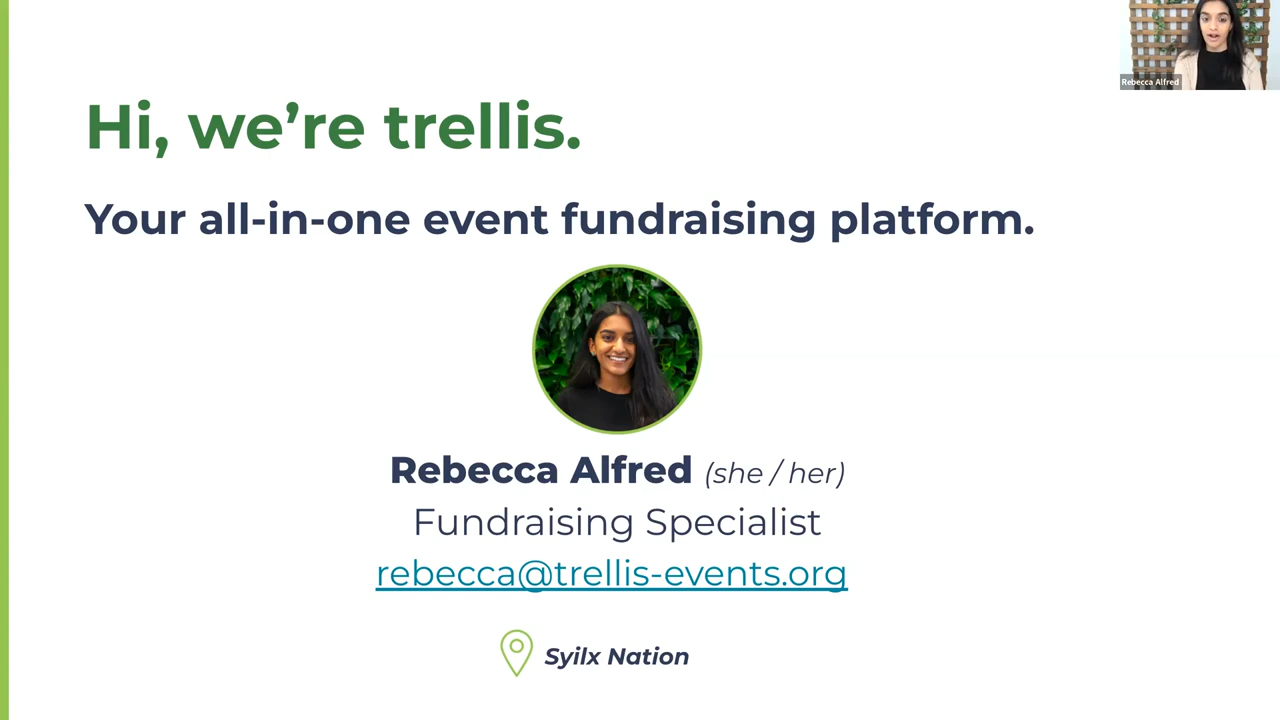 Rebecca Alfred
Hi, we’re trellis.
Your all-in-one event fundraising platform.
Rebecca Alfred (she / her)
Fundraising Specialist
rebecca@trellis-events.org
Syilx Nation